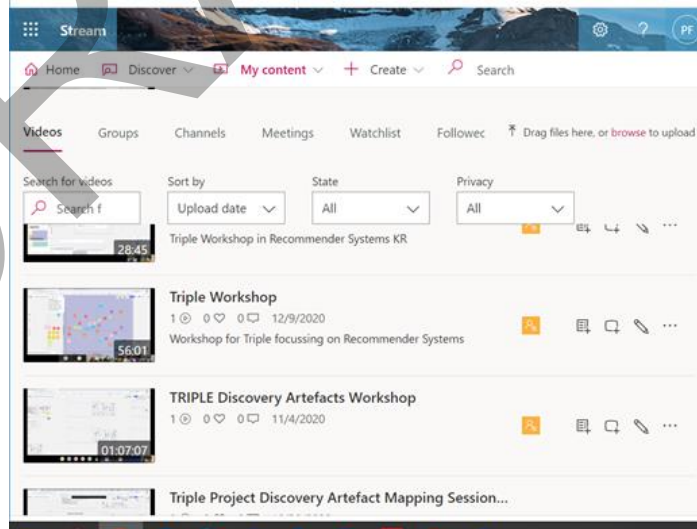 Stream ? PF
Home Discover My content + Create Search
Videos Groups Channels Meetings Watchlist Followec Drag files here, or browse to upload
Search for videos Sort by State Privacy
Search f Upload date All All
28:45 Triple Workshop in Recommender Systems KR
Triple Workshop
1 0 0 12/9/2020
Workshop for Triple focussing on Recommender Systems
56:01
TRIPLE Discovery Artefacts Workshop
1 0 0 11/4/2020
01:07:07
Triple Project Discovery Artefact Mapping Session...